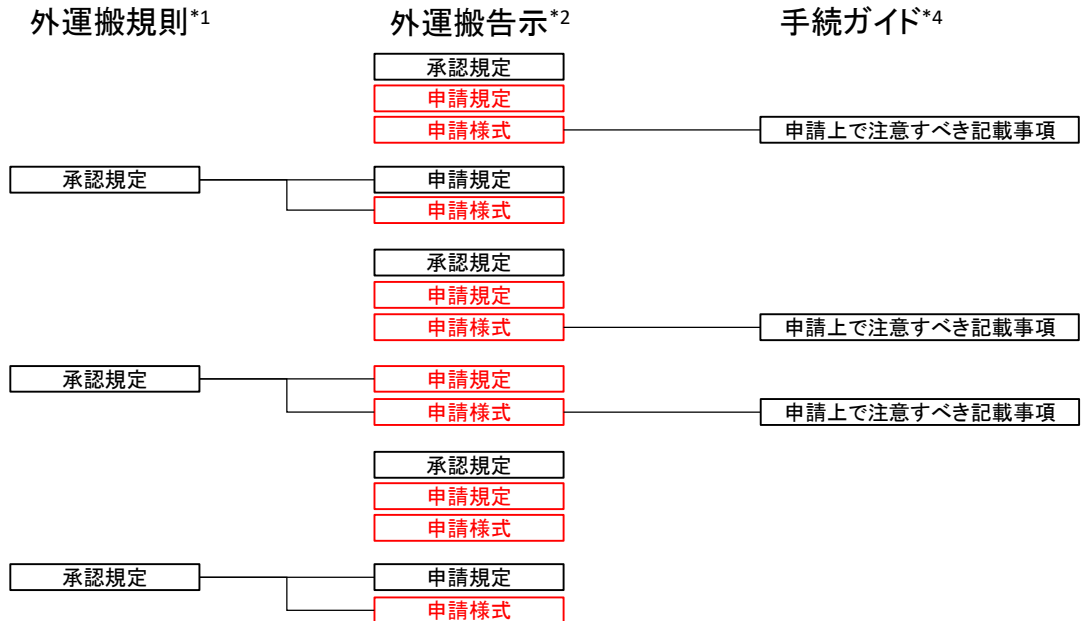 外運搬規則*1 外運搬告示*2 手続ガイド*4
承認規定
申請規定
申請様式 申請上で注意すべき記載事項
承認規定 申請規定
申請様式
承認規定
申請規定
申請様式 申請上で注意すべき記載事項
承認規定 申請規定
申請様式 申請上で注意すべき記載事項
承認規定
申請規定
申請様式
承認規定 申請規定
申請様式